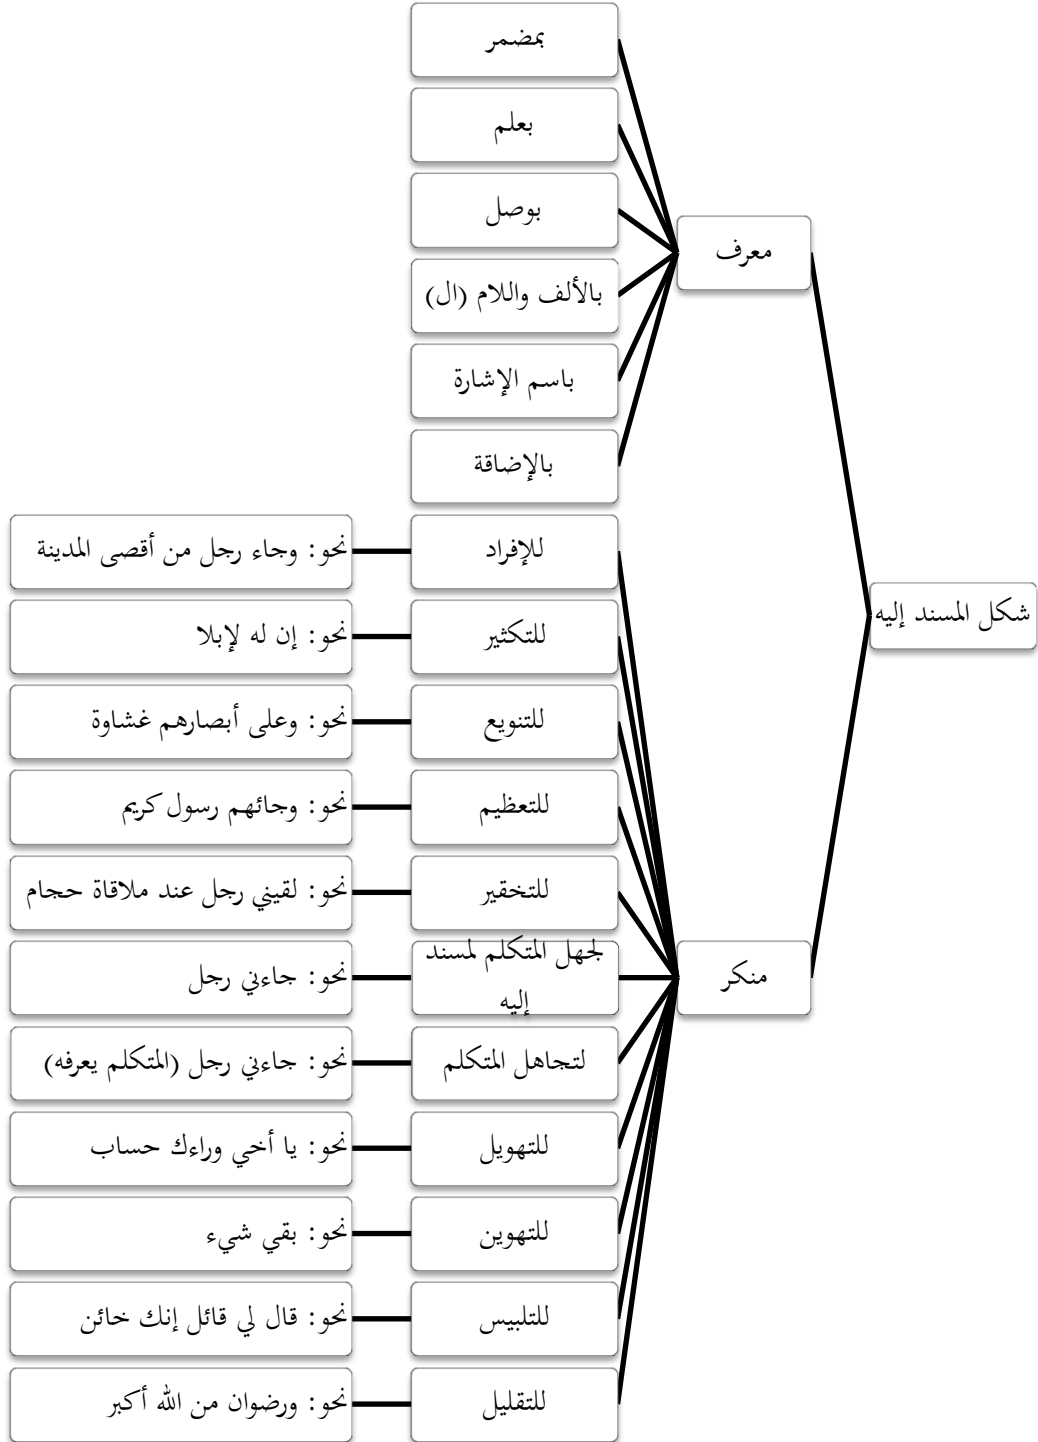 شكل المسند إليه
معرف
بمضمر
بعلم
بوصل
بالألف واللام (ال)
باسم الإشارة
بالإضاقة
منكر
للإفراد
نحو: وجاء رجل من أقصى المدينة
للتكثير
نحو: إن له لإبلا
للتنويع
نحو: وعلى أبصارهم غشاوة
للتعظيم
نحو: وجائهم رسول كريم
للتخقير
نحو: لقيني رجل عند ملاقاة حجام
لجهل المتكلم لمسند
إليه
نحو: جاءني رجل
لتجاهل المتكلم
نحو: جاءني رجل (المتكلم يعرفه)
للتهويل
نحو: يا أخي وراءك حساب
للتهوين
نحو: بقي شيء
للتلبيس
نحو: قال لي قائل إنك خائن
للتقليل
نحو: ورضوان من الله أكبر